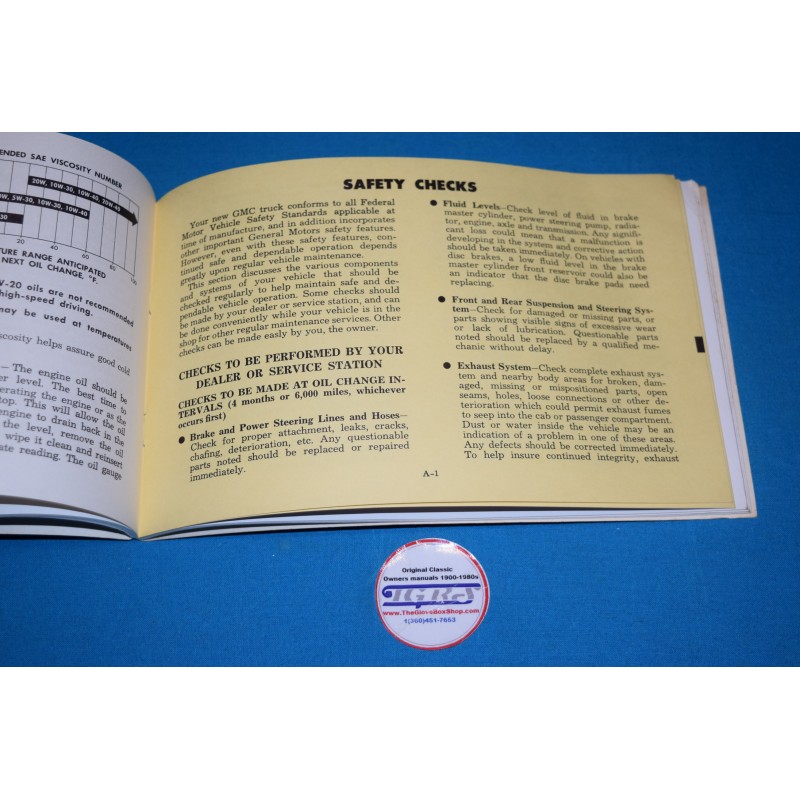 ENDED SAE VISCOSITY NUMBER
20W, 10W-30, 10W-40, 20W-40
W, 5W-30, 10W-30, 10W-40
30
20 40 60 80 100
TURE RANGE ANTICIPATED
NEXT OIL CHANGE, °F.
W-20 oils are not recommended
high-speed driving.
may be used at temperatures
iscosity helps assure good cold
— The engine oil should be
er level. The best time to
erating the engine or as the
top. This will allow the oil
engine to drain back in the
the level, remove the oil
wipe it clean and reinsert
ate reading. The oil gauge
SAFETY CHECKS
Your new GMC truck conforms to all Federal
Motor Vehicle Safety Standards applicable at
time of manufacture, and in addition incorporates
other important General Motors safety features.
However, even with these safety features, con-
tinued safe and dependable operation depends
greatly upon regular vehicle maintenance.
This section discusses the various components
and systems of your vehicle that should be
checked regularly to help maintain safe and de-
pendable vehicle operation. Some checks should
be made by your dealer or service station, and can
be done conveniently while your vehicle is in the
shop for other regular maintenance services. Other
checks can be made easily by you, the owner.
CHECKS TO BE PERFORMED BY YOUR
DEALER OR SERVICE STATION
CHECKS TO BE MADE AT OIL CHANGE IN-
TERVALS (4 months or 6,000 miles, whichever
occurs first)
● Brake and Power Steering Lines and Hoses—
Check for proper attachment, leaks, cracks,
chafing, deterioration, etc. Any questionable
parts noted should be replaced or repaired
immediately.
● Fluid Levels—Check level of fluid in brake
master cylinder, power steering pump, radia-
tor, engine, axle and transmission. Any signifi-
cant loss could mean that a malfunction is
developing in the system and corrective action
should be taken immediately. On vehicles with
disc brakes, a low fluid level in the brake
master cylinder front reservoir could also be
an indicator that the disc brake pads need
replacing.
● Front and Rear Suspension and Steering Sys-
tem—Check for damaged or missing parts, or
parts showing visible signs of excessive wear
or lack of lubrication. Questionable parts
noted should be replaced by a qualified me-
chanic without delay.
● Exhaust System—Check complete exhaust sys-
tem and nearby body areas for broken, dam-
aged, missing or mispositioned parts, open
seams, holes, loose connections or other de-
terioration which could permit exhaust fumes
to seep into the cab or passenger compartment.
Dust or water inside the vehicle may be an
indication of a problem in one of these areas.
Any defects should be corrected immediately.
To help insure continued integrity, exhaust
A-1
Original Classic
Owners manuals 1900-1980s
TGBS
www.TheGloveBoxShop.com
1(360)451-7653